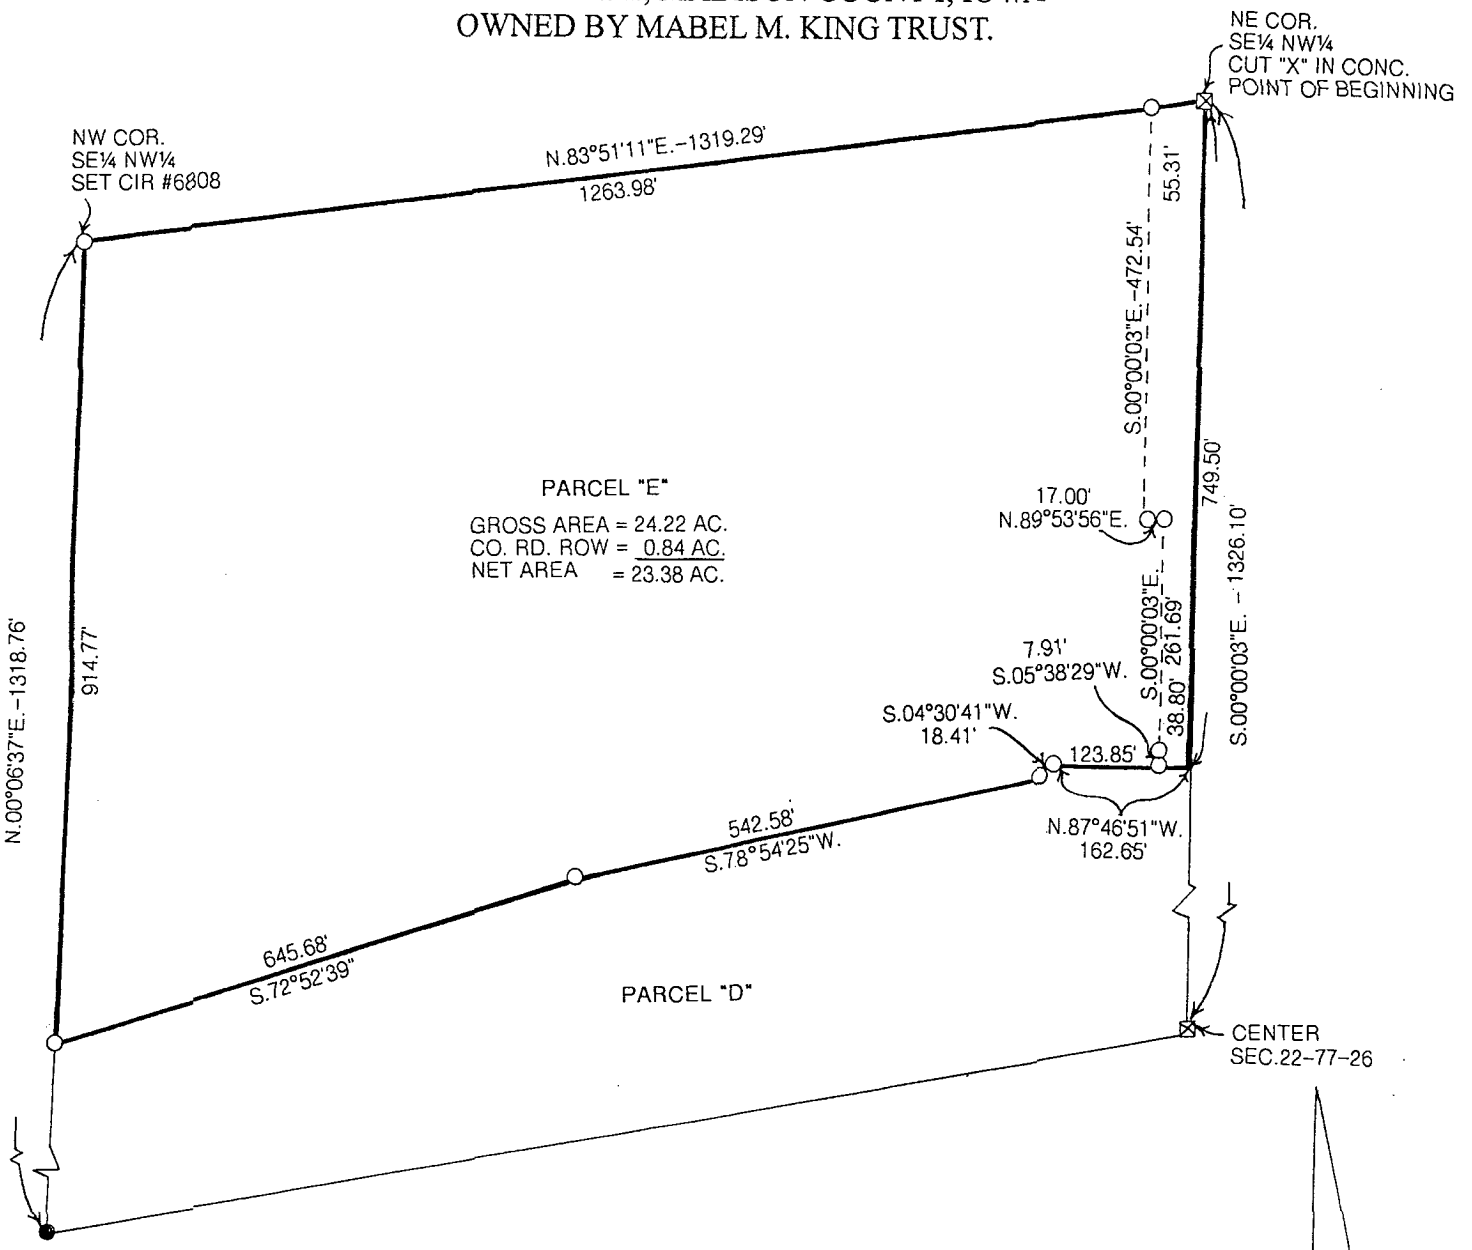 OWNED BY MABEL M. KING TRUST.
NE COR.
SE¼ NW¼
CUT "X" IN CONC.
POINT OF BEGINNING
NW COR.
SE¼ NW¼
SET CIR #6808
N.83°51'11"E.-1319.29'
1263.98'
55.31'
S.00°00'03"E.-472.54'
749.50'
S.00°00'03"E. - 1326.10'
PARCEL "E"
GROSS AREA = 24.22 AC.
CO. RD. ROW = 0.84 AC.
NET AREA = 23.38 AC.
17.00'
N.89°53'56"E.
S.00°00'03"E.
261.69'
38.80'
7.91'
S.05°38'29"W.
S.04°30'41"W.
18.41'
123.85'
N.87°46'51"W.
162.65'
N.00°06'37"E.-1318.76'
914.77'
542.58'
S.78°54'25"W.
645.68'
S.72°52'39"
PARCEL "D"
CENTER
SEC.22-77-26